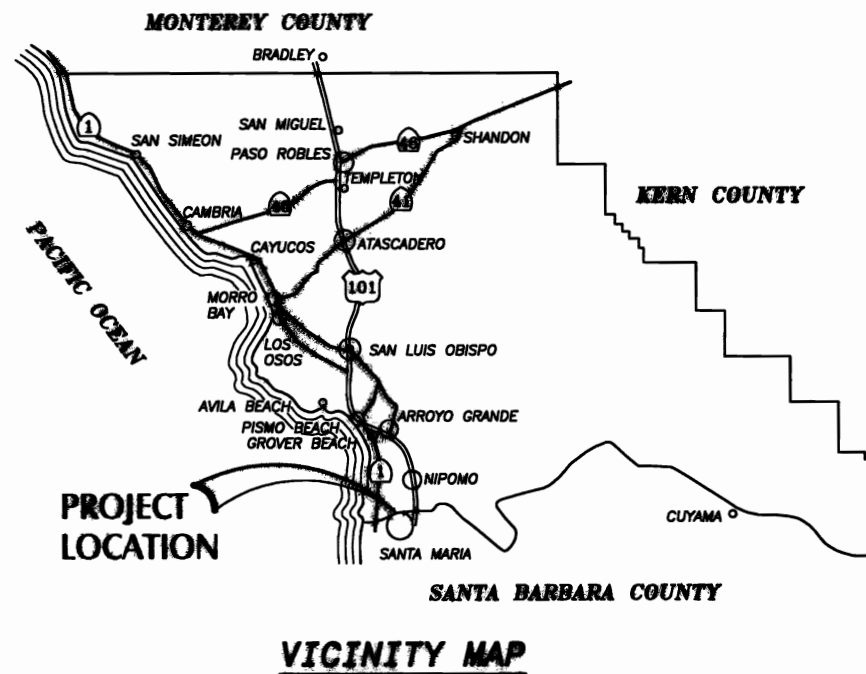 MONTEREY COUNTY
BRADLEY
1
SAN SIMEON
SAN MIGUEL
46
SHANDON
PASO ROBLES
TEMPLETON
46
41
KERN COUNTY
CAMBRIA
PACIFIC OCEAN
CAYUCOS
ATASCADERO
101
MORRO
BAY
LOS
OSOS
SAN LUIS OBISPO
AVILA BEACH
PISMO BEACH
ARROYO GRANDE
GROVER BEACH
1
NIPOMO
PROJECT
LOCATION
CUYAMA
SANTA MARIA
SANTA BARBARA COUNTY
VICINITY MAP